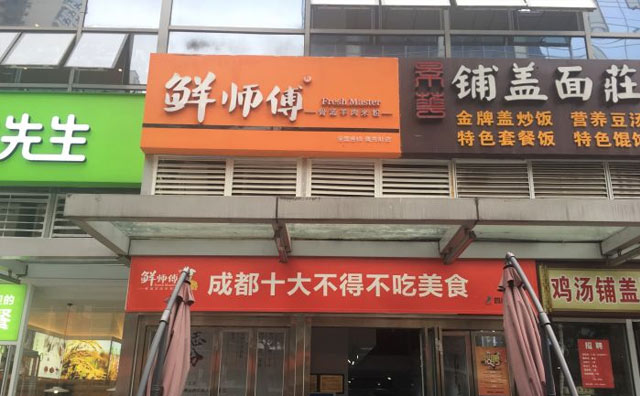 先生
鲜师傅
Fresh Master
铺盖面莊
金牌盖炒饭 营养豆汤
特色套餐饭 特色馄饨
鲜师傅
成都十大不得不吃美食
鸡汤铺盖
招聘